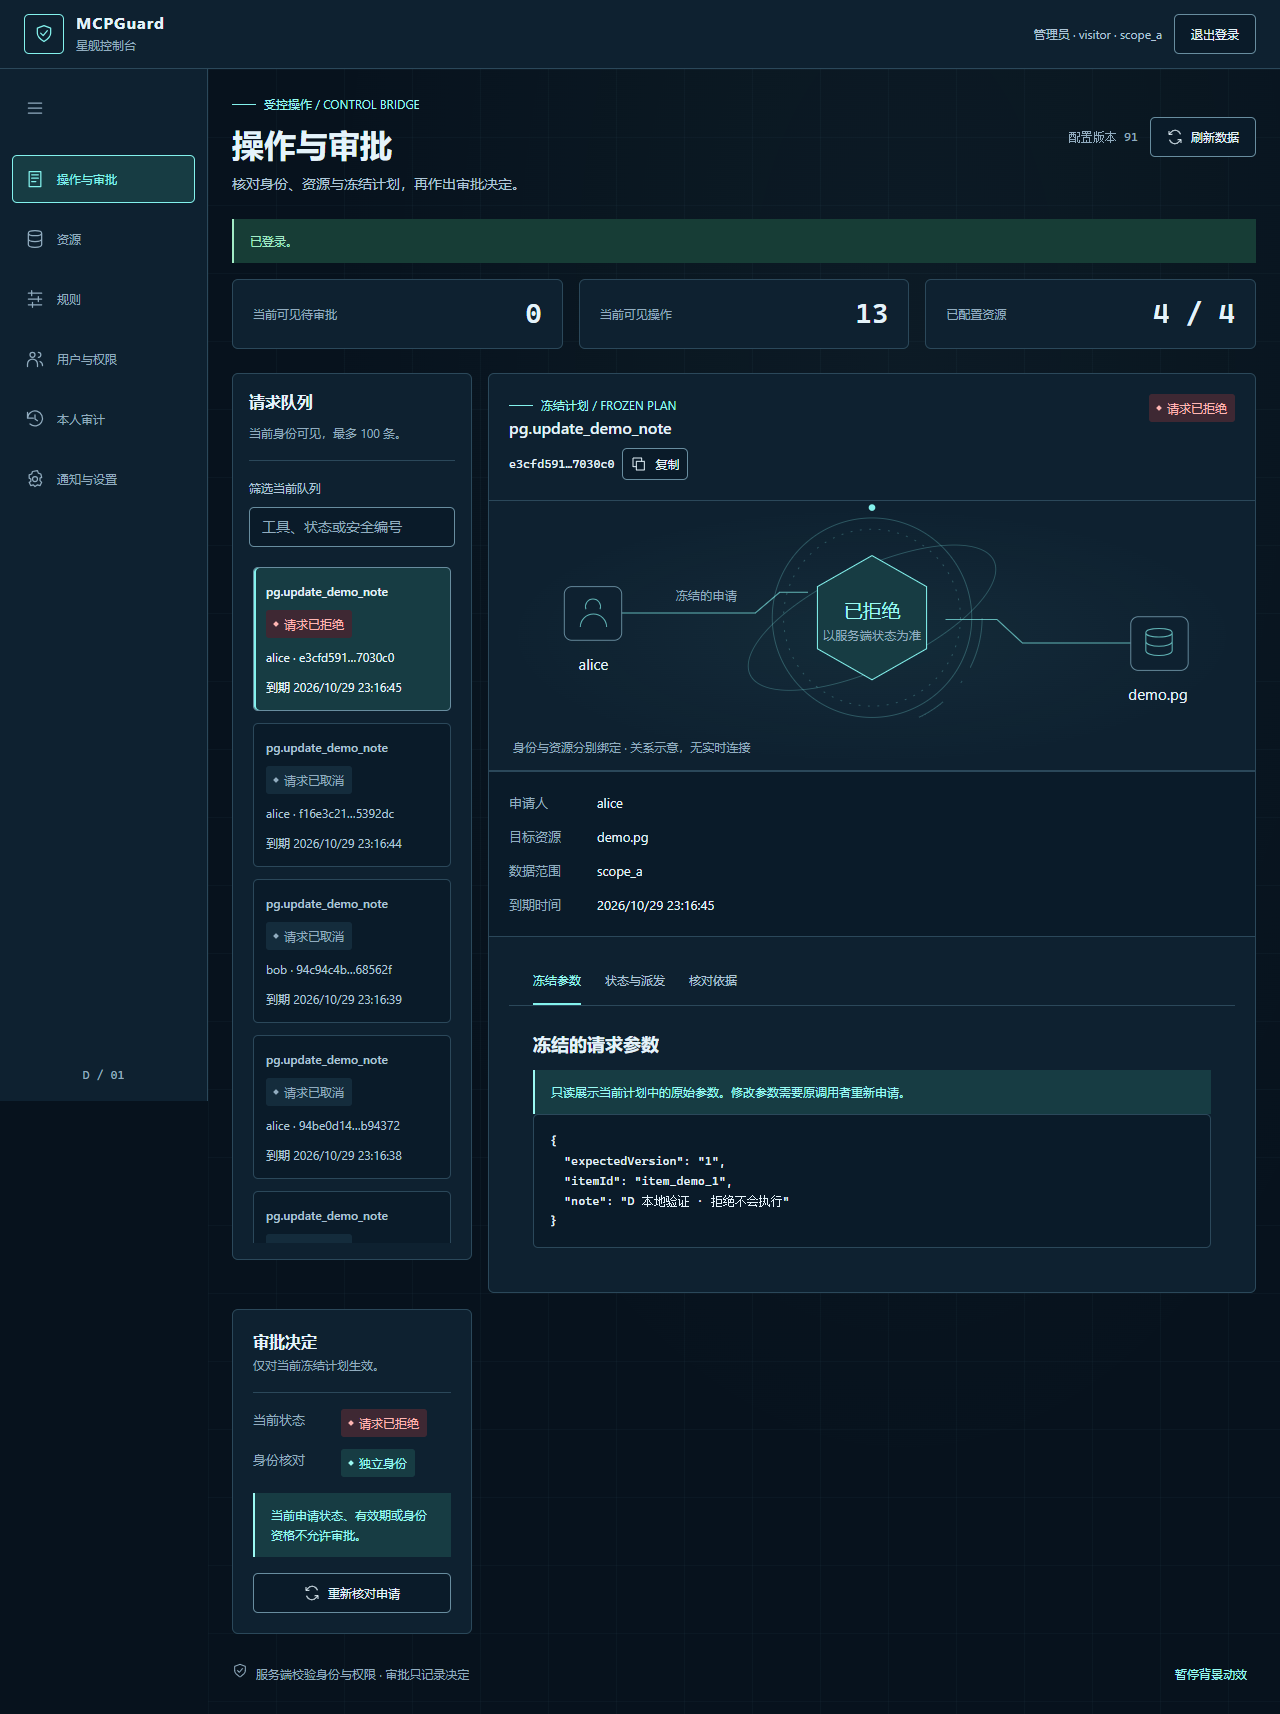 MCPGuard
星舰控制台
管理员 · visitor · scope_a
退出登录
操作与审批
资源
规则
用户与权限
本人审计
通知与设置
D / 01
受控操作 / CONTROL BRIDGE
操作与审批
核对身份、资源与冻结计划，再作出审批决定。
配置版本 91
刷新数据
已登录。
当前可见待审批 0
当前可见操作 13
已配置资源 4 / 4
请求队列
当前身份可见，最多 100 条。
筛选当前队列
工具、状态或安全编号
pg.update_demo_note
请求已拒绝
alice · e3cfd591…7030c0
到期 2026/10/29 23:16:45
pg.update_demo_note
请求已取消
alice · f16e3c21…5392dc
到期 2026/10/29 23:16:44
pg.update_demo_note
请求已取消
bob · 94c94c4b…68562f
到期 2026/10/29 23:16:39
pg.update_demo_note
请求已取消
alice · 94be0d14…b94372
到期 2026/10/29 23:16:38
pg.update_demo_note
冻结计划 / FROZEN PLAN
pg.update_demo_note
请求已拒绝
e3cfd591…7030c0
复制
冻结的申请
已拒绝
以服务端状态为准
alice
demo.pg
身份与资源分别绑定 · 关系示意，无实时连接
申请人 alice
目标资源 demo.pg
数据范围 scope_a
到期时间 2026/10/29 23:16:45
冻结参数 状态与派发 核对依据
冻结的请求参数
只读展示当前计划中的原始参数。修改参数需要原调用者重新申请。
{
"expectedVersion": "1",
"itemId": "item_demo_1",
"note": "D 本地验证 · 拒绝不会执行"
}
审批决定
仅对当前冻结计划生效。
当前状态 请求已拒绝
身份核对 独立身份
当前申请状态、有效期或身份
资格不允许审批。
重新核对申请
服务端校验身份与权限 · 审批只记录决定
暂停背景动效